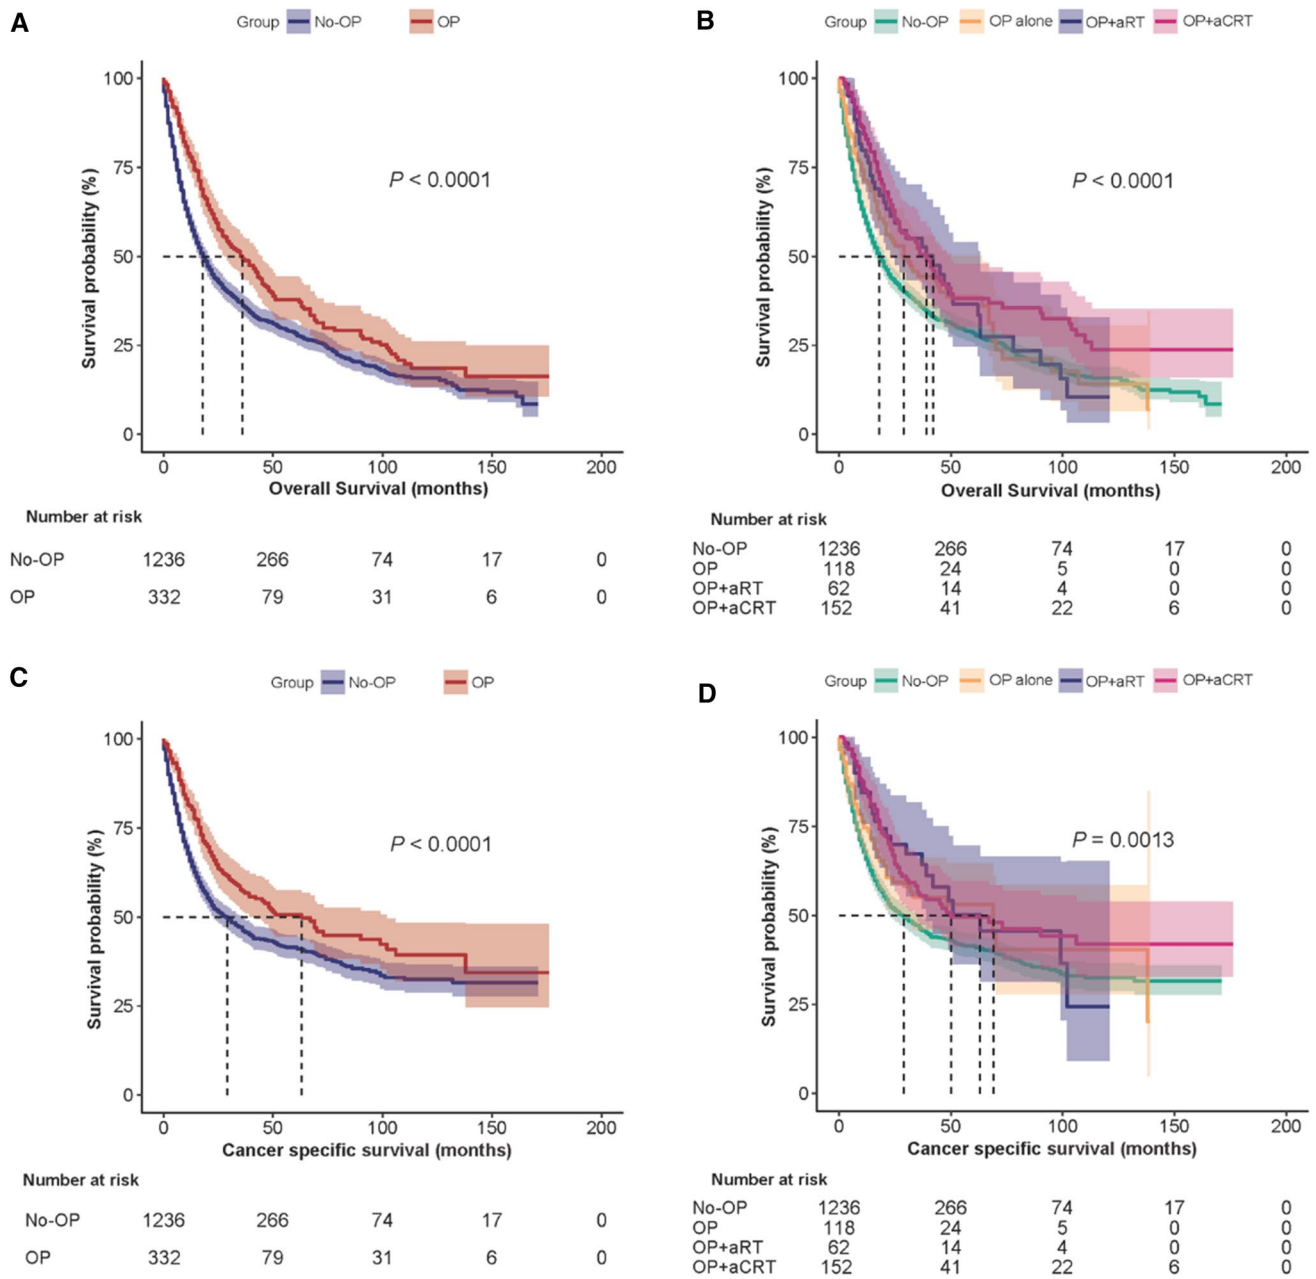 A
Group No-OP OP
100
75
50
25
0
Survival probability (%)
P < 0.0001
0 50 100 150 200
Overall Survival (months)
Number at risk
No-OP 1236 266 74 17 0
OP 332 79 31 6 0
B
Group No-OP OP alone OP+aRT OP+aCRT
100
75
50
25
0
Survival probability (%)
P < 0.0001
0 50 100 150 200
Overall Survival (months)
Number at risk
No-OP 1236 266 74 17 0
OP 118 24 5 0 0
OP+aRT 62 14 4 0 0
OP+aCRT 152 41 22 6 0
C
Group No-OP OP
100
75
50
25
0
Survival probability (%)
P < 0.0001
0 50 100 150 200
Cancer specific survival (months)
Number at risk
No-OP 1236 266 74 17 0
OP 332 79 31 6 0
D
Group No-OP OP alone OP+aRT OP+aCRT
100
75
50
25
0
Survival probability (%)
P = 0.0013
0 50 100 150 200
Cancer specific survival (months)
Number at risk
No-OP 1236 266 74 17 0
OP 118 24 5 0 0
OP+aRT 62 14 4 0 0
OP+aCRT 152 41 22 6 0